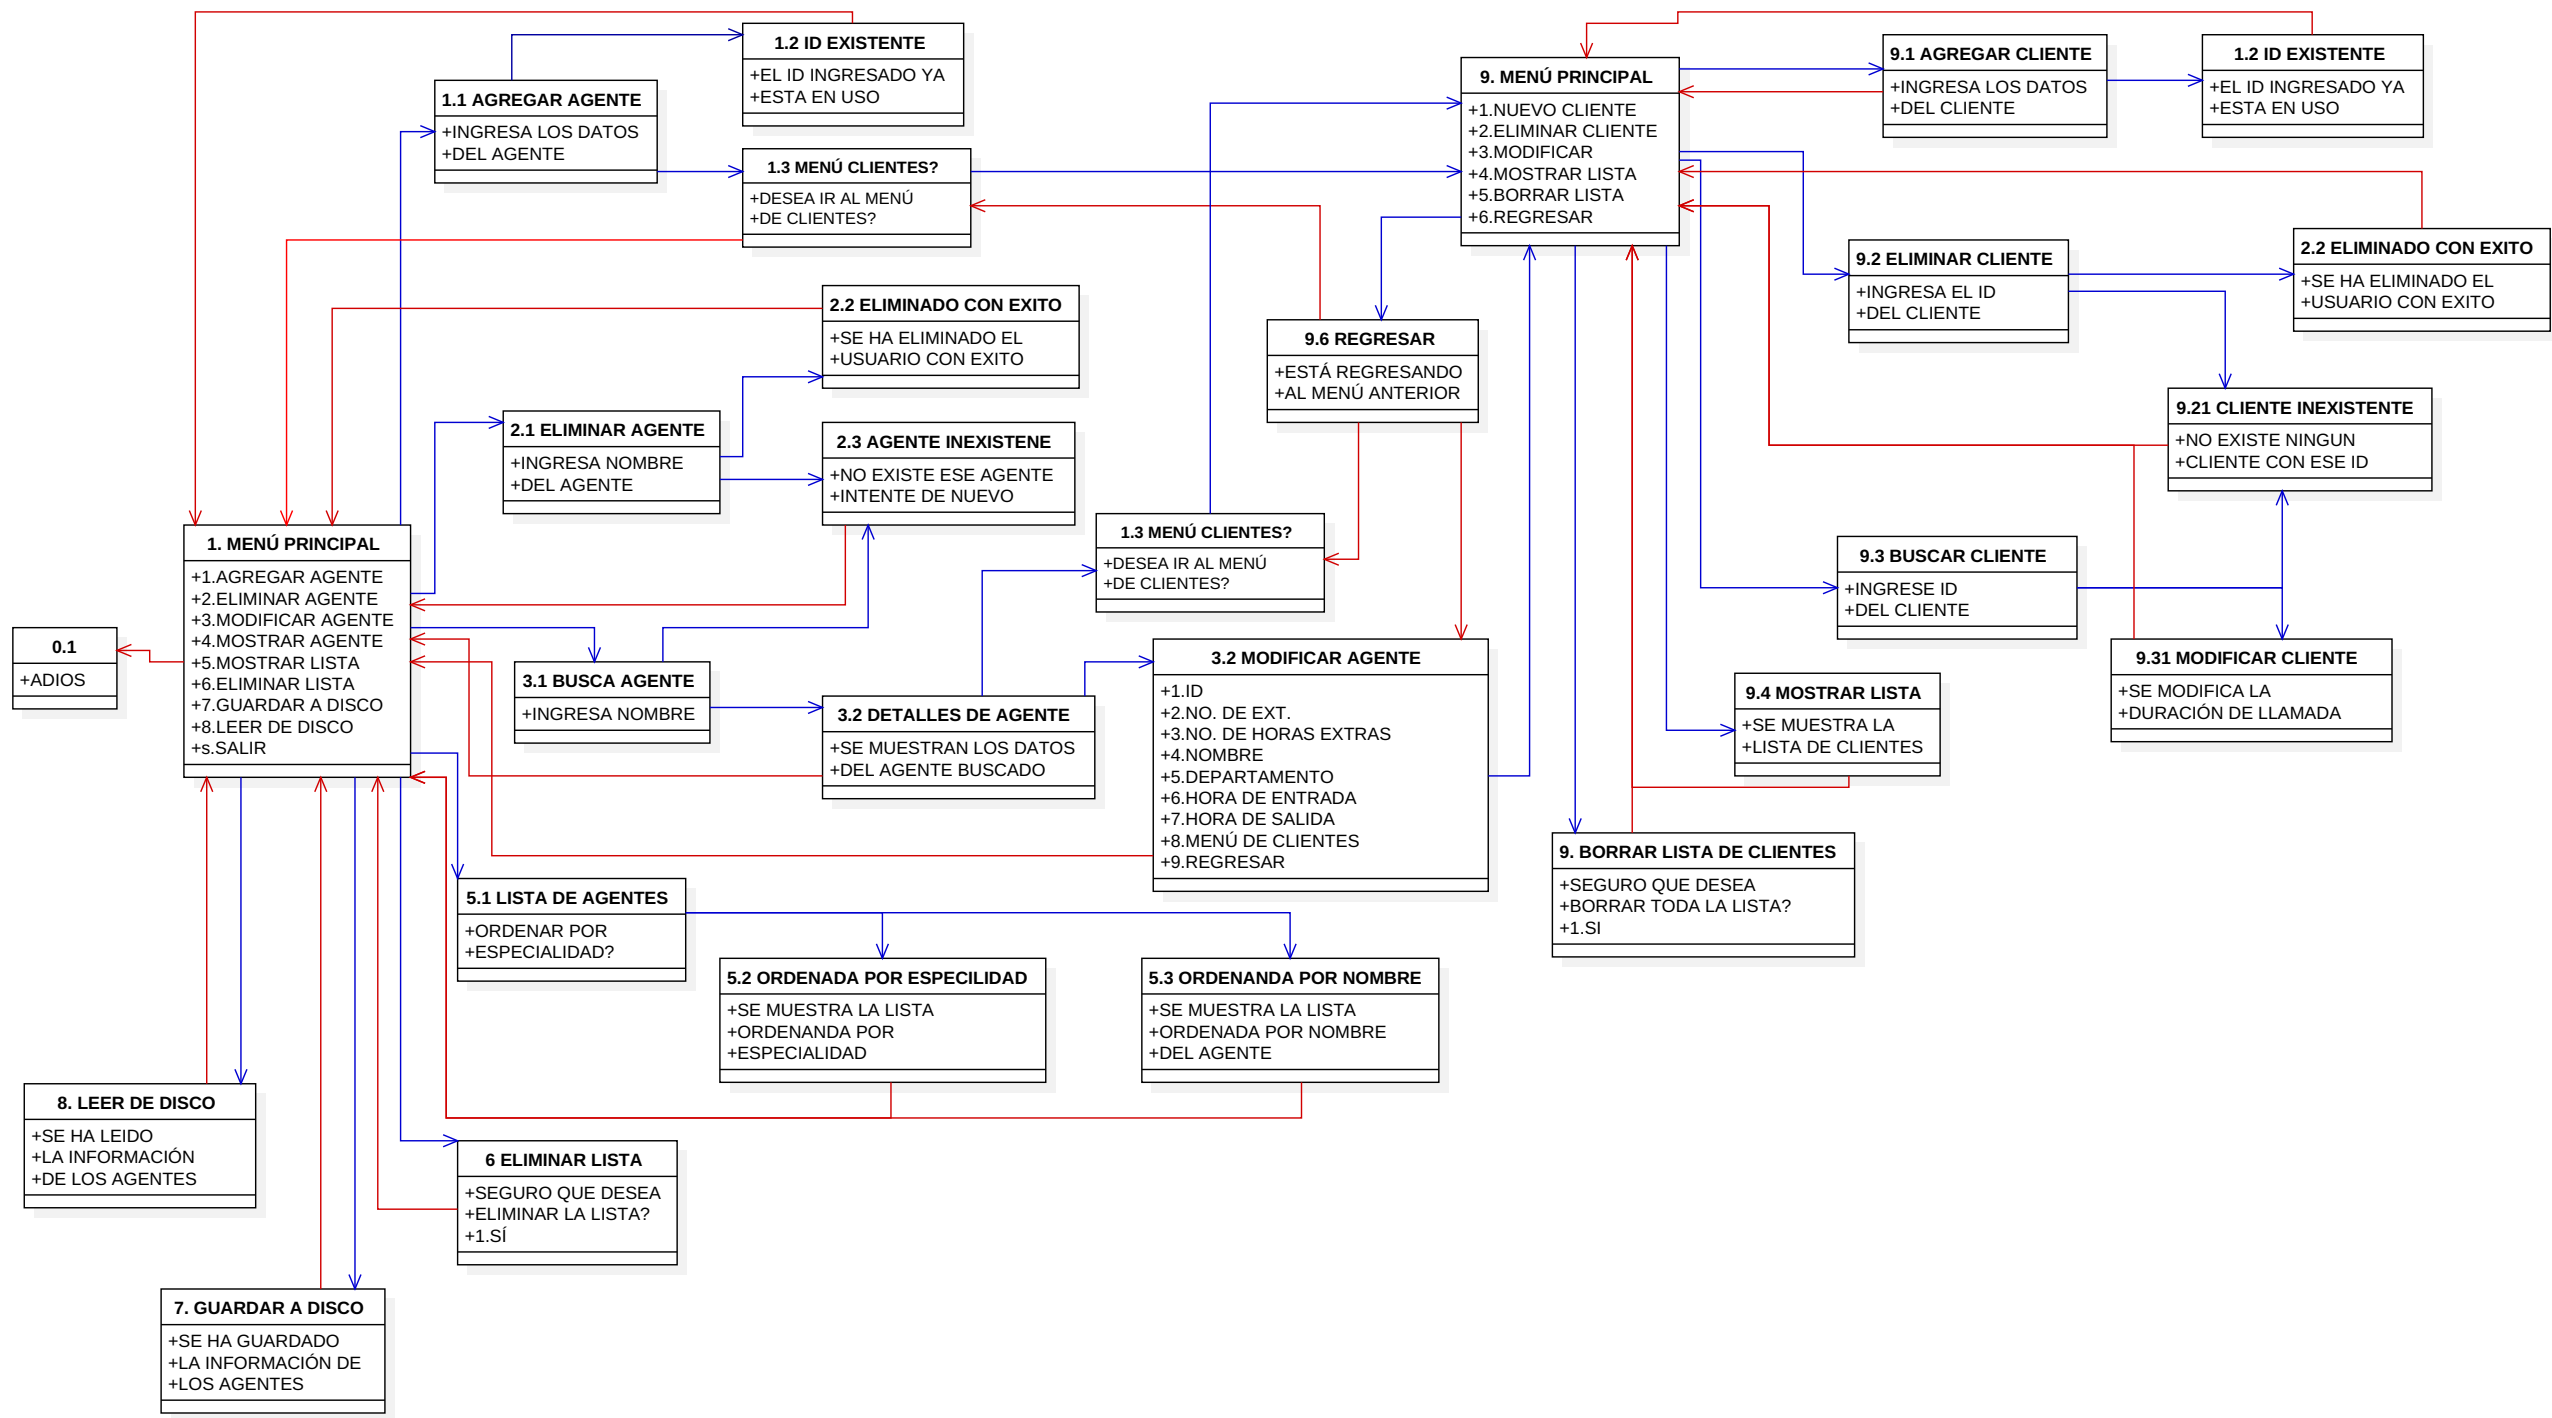 1.2 ID EXISTENTE
+EL ID INGRESADO YA
+ESTA EN USO
1.1 AGREGAR AGENTE
+INGRESA LOS DATOS
+DEL AGENTE
1.3 MENÚ CLIENTES?
+DESEA IR AL MENÚ
+DE CLIENTES?
9. MENÚ PRINCIPAL
+1.NUEVO CLIENTE
+2.ELIMINAR CLIENTE
+3.MODIFICAR
+4.MOSTRAR LISTA
+5.BORRAR LISTA
+6.REGRESAR
9.1 AGREGAR CLIENTE
+INGRESA LOS DATOS
+DEL CLIENTE
1.2 ID EXISTENTE
+EL ID INGRESADO YA
+ESTA EN USO
9.2 ELIMINAR CLIENTE
+INGRESA EL ID
+DEL CLIENTE
2.2 ELIMINADO CON EXITO
+SE HA ELIMINADO EL
+USUARIO CON EXITO
2.2 ELIMINADO CON EXITO
+SE HA ELIMINADO EL
+USUARIO CON EXITO
9.6 REGRESAR
+ESTÁ REGRESANDO
+AL MENÚ ANTERIOR
9.21 CLIENTE INEXISTENTE
+NO EXISTE NINGUN
+CLIENTE CON ESE ID
2.1 ELIMINAR AGENTE
+INGRESA NOMBRE
+DEL AGENTE
2.3 AGENTE INEXISTENE
+NO EXISTE ESE AGENTE
+INTENTE DE NUEVO
1. MENÚ PRINCIPAL
+1.AGREGAR AGENTE
+2.ELIMINAR AGENTE
+3.MODIFICAR AGENTE
+4.MOSTRAR AGENTE
+5.MOSTRAR LISTA
+6.ELIMINAR LISTA
+7.GUARDAR A DISCO
+8.LEER DE DISCO
+s.SALIR
1.3 MENÚ CLIENTES?
+DESEA IR AL MENÚ
+DE CLIENTES?
9.3 BUSCAR CLIENTE
+INGRESE ID
+DEL CLIENTE
0.1
+ADIOS
3.1 BUSCA AGENTE
+INGRESA NOMBRE
3.2 DETALLES DE AGENTE
+SE MUESTRAN LOS DATOS
+DEL AGENTE BUSCADO
3.2 MODIFICAR AGENTE
+1.ID
+2.NO. DE EXT.
+3.NO. DE HORAS EXTRAS
+4.NOMBRE
+5.DEPARTAMENTO
+6.HORA DE ENTRADA
+7.HORA DE SALIDA
+8.MENÚ DE CLIENTES
+9.REGRESAR
9.4 MOSTRAR LISTA
+SE MUESTRA LA
+LISTA DE CLIENTES
9.31 MODIFICAR CLIENTE
+SE MODIFICA LA
+DURACIÓN DE LLAMADA
9. BORRAR LISTA DE CLIENTES
+SEGURO QUE DESEA
+BORRAR TODA LA LISTA?
+1.SI
5.1 LISTA DE AGENTES
+ORDENAR POR
+ESPECIALIDAD?
5.2 ORDENADA POR ESPECILIDAD
+SE MUESTRA LA LISTA
+ORDENANDA POR
+ESPECIALIDAD
5.3 ORDENANDA POR NOMBRE
+SE MUESTRA LA LISTA
+ORDENADA POR NOMBRE
+DEL AGENTE
8. LEER DE DISCO
+SE HA LEIDO
+LA INFORMACIÓN
+DE LOS AGENTES
6 ELIMINAR LISTA
+SEGURO QUE DESEA
+ELIMINAR LA LISTA?
+1.SÍ
7. GUARDAR A DISCO
+SE HA GUARDADO
+LA INFORMACIÓN DE
+LOS AGENTES